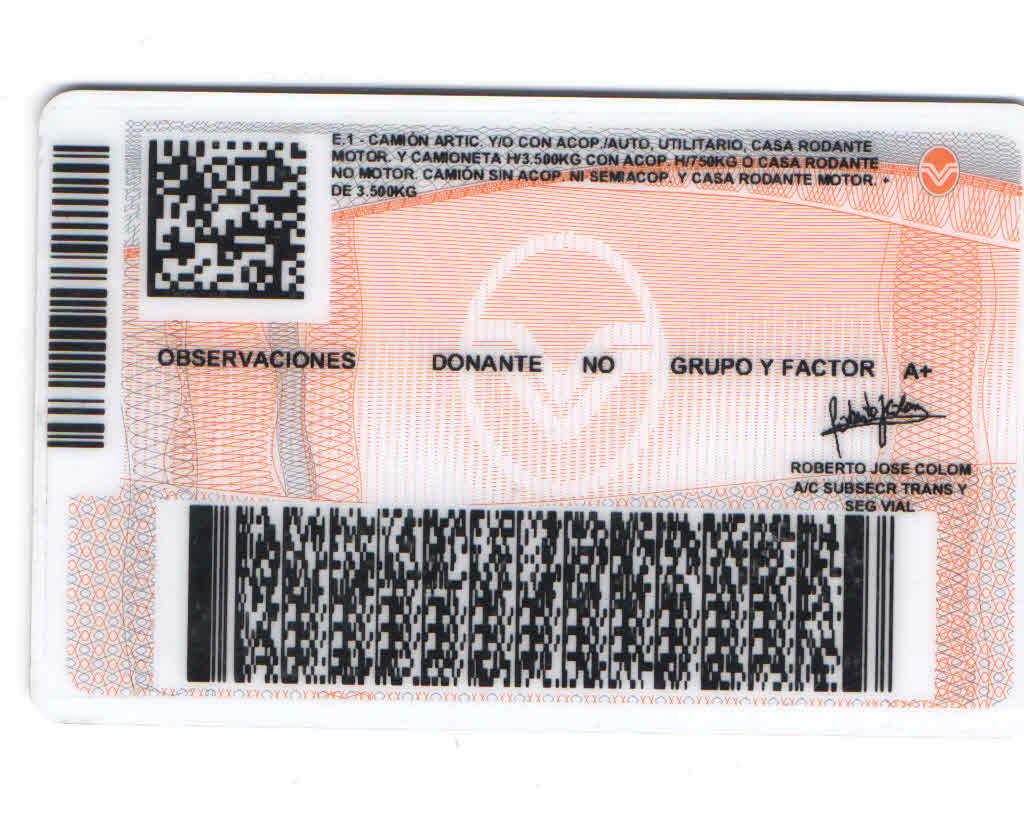 E.1 - CAMIÓN ARTIC. Y/O CON ACOP./AUTO, UTILITARIO, CASA RODANTE
MOTOR. Y CAMIONETA H/3.500KG CON ACOP. H/750KG O CASA RODANTE
NO MOTOR. CAMIÓN SIN ACOP. NI SEMIACOP. Y CASA RODANTE MOTOR. +
DE 3.500KG
OBSERVACIONES DONANTE NO GRUPO Y FACTOR A+
ROBERTO JOSE COLOM
A/C SUBSECR TRANS Y
SEG VIAL